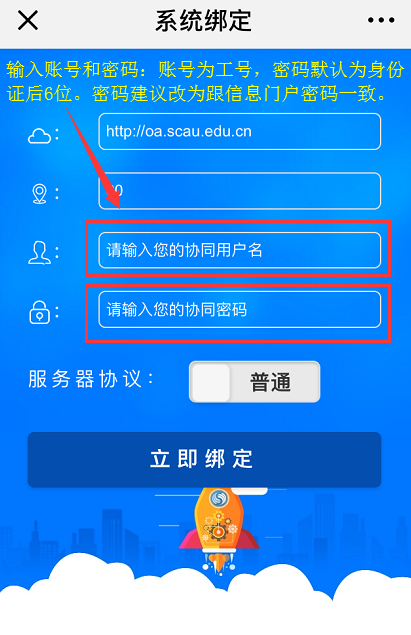 系统绑定
输入账号和密码：账号为工号，密码默认为身份
证后6位。密码建议改为跟信息门户密码一致。
http://oa.scau.edu.cn
请输入您的协同用户名
请输入您的协同密码
服务器协议：
普通
立即绑定